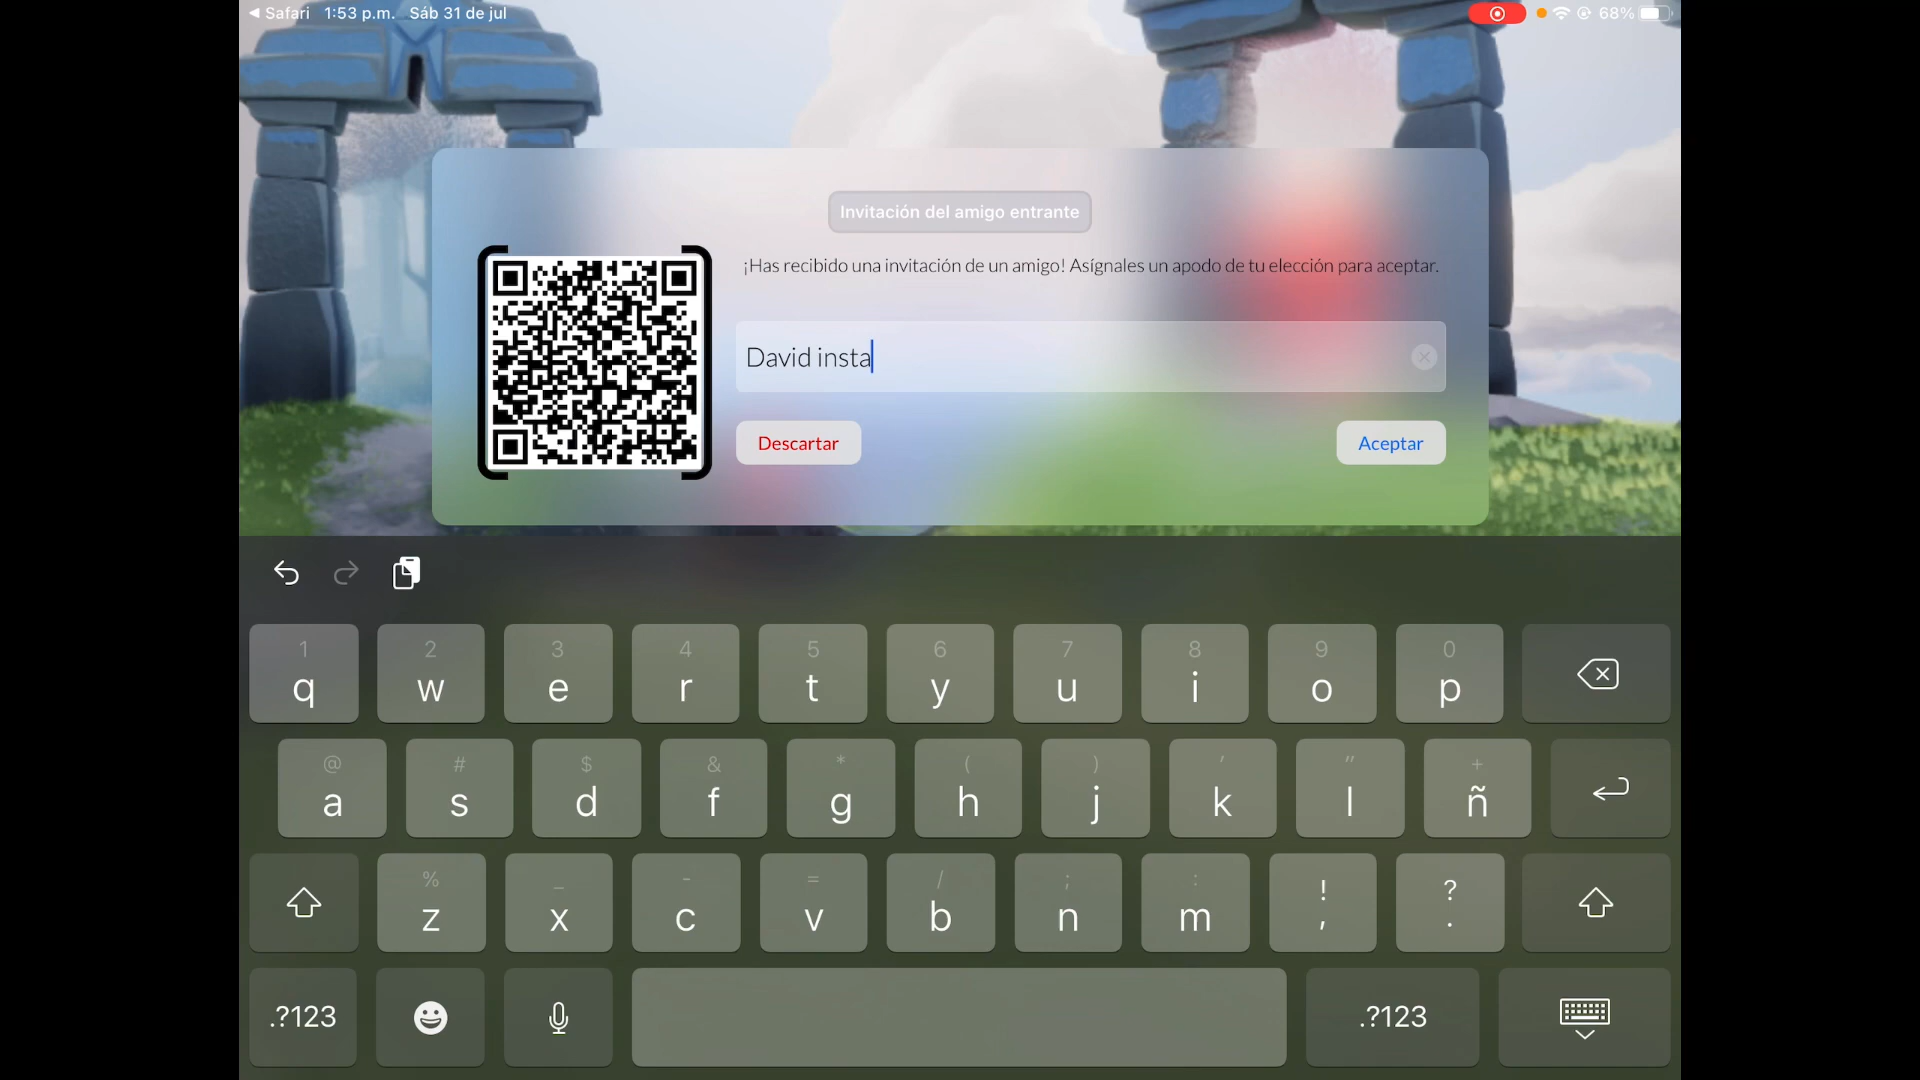 ◀ Safari 1:53 p.m. Sáb 31 de jul 68%
Invitación del amigo entrante
¡Has recibido una invitación de un amigo! Asígnales un apodo de tu elección para aceptar.
David insta
Descartar Aceptar
1 2 3 4 5 6 7 8 9 0
q w e r t y u i o p
@ # $ & * ( ) ' " +
a s d f g h j k l ñ
% _ - = / ; : ! ?
z x c v b n m , .
.?123 .?123